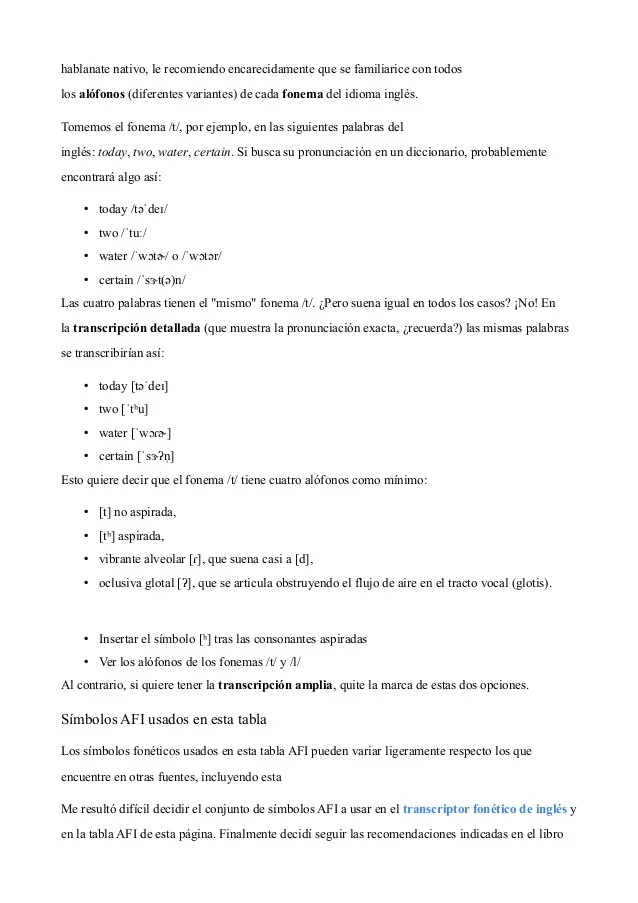 hablanate nativo, le recomiendo encarecidamente que se familiarice con todos
los alófonos (diferentes variantes) de cada fonema del idioma inglés.
Tomemos el fonema /t/, por ejemplo, en las siguientes palabras del
inglés: today, two, water, certain. Si busca su pronunciación en un diccionario, probablemente
encontrará algo así:
• today /təˈdeɪ/
• two /ˈtuː/
• water /ˈwɔtɚ/ o /ˈwɔtər/
• certain /ˈsɝt(ə)n/
Las cuatro palabras tienen el "mismo" fonema /t/. ¿Pero suena igual en todos los casos? ¡No! En
la transcripción detallada (que muestra la pronunciación exacta, ¿recuerda?) las mismas palabras
se transcribirían así:
• today [təˈdeɪ]
• two [ˈtʰu]
• water [ˈwɔɾɚ]
• certain [ˈsɝʔn̩]
Esto quiere decir que el fonema /t/ tiene cuatro alófonos como mínimo:
• [t] no aspirada,
• [tʰ] aspirada,
• vibrante alveolar [ɾ], que suena casi a [d],
• oclusiva glotal [ʔ], que se articula obstruyendo el flujo de aire en el tracto vocal (glotis).
• Insertar el símbolo [ʰ] tras las consonantes aspiradas
• Ver los alófonos de los fonemas /t/ y /l/
Al contrario, si quiere tener la transcripción amplia, quite la marca de estas dos opciones.
Símbolos AFI usados en esta tabla
Los símbolos fonéticos usados en esta tabla AFI pueden variar ligeramente respecto los que
encuentre en otras fuentes, incluyendo esta
Me resultó difícil decidir el conjunto de símbolos AFI a usar en el transcriptor fonético de inglés y
en la tabla AFI de esta página. Finalmente decidí seguir las recomendaciones indicadas en el libro